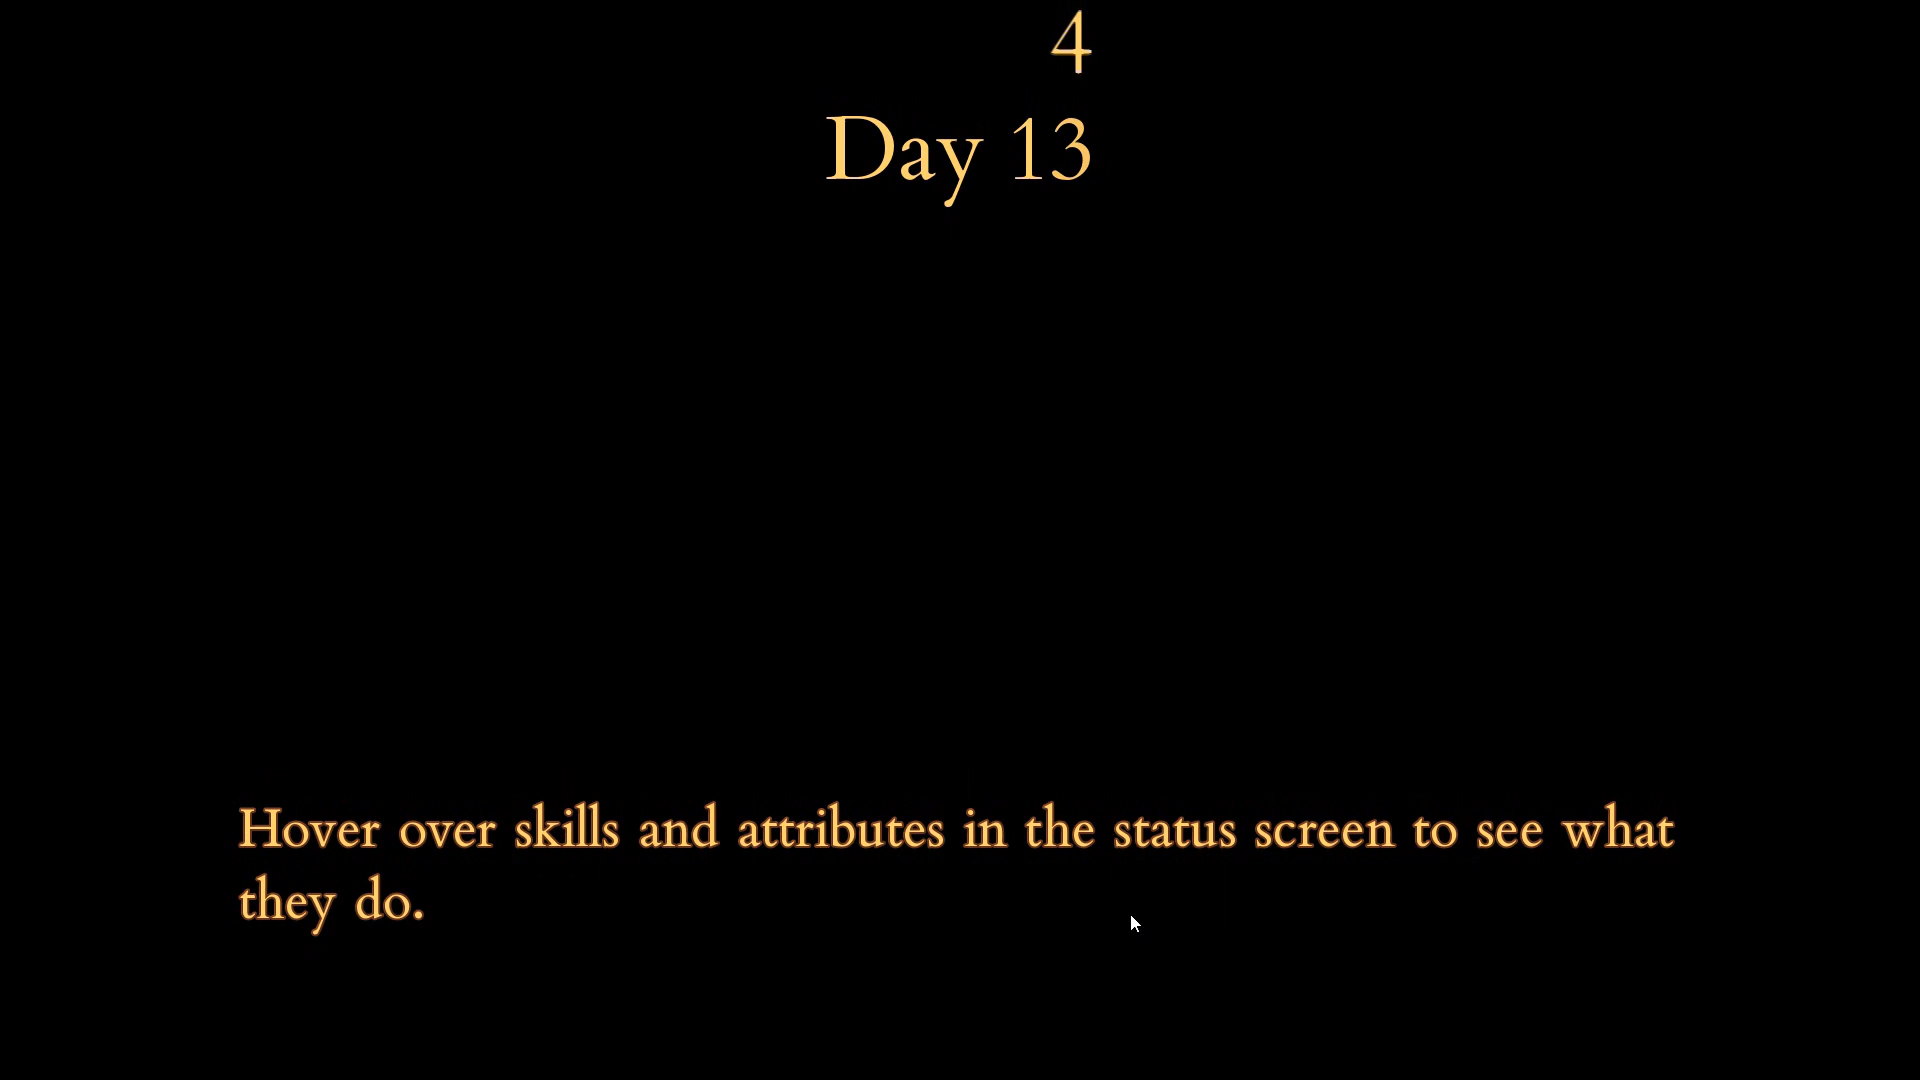 4
Day 13
Hover over skills and attributes in the status screen to see what
they do.